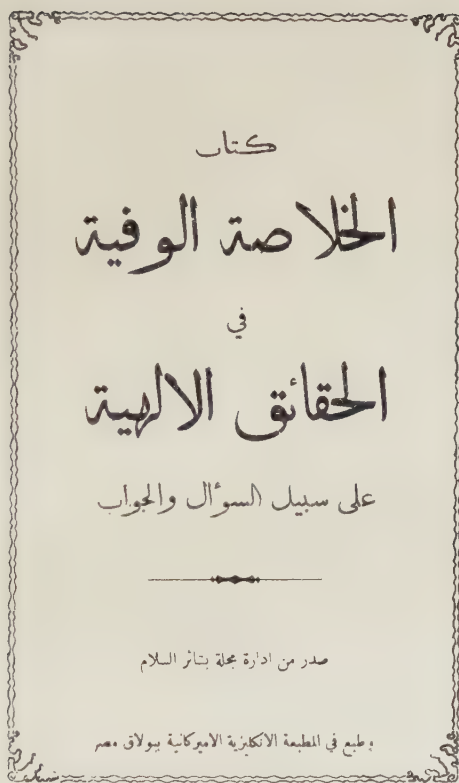 كتاب
الخلاصة الوفية
في
الحقائق الالهية
على سبيل السؤال والجواب
صدر من ادارة مجلة بشائر السلام
وطبع في المطبعة الانكليزية الاميركانية ببولاق مصر